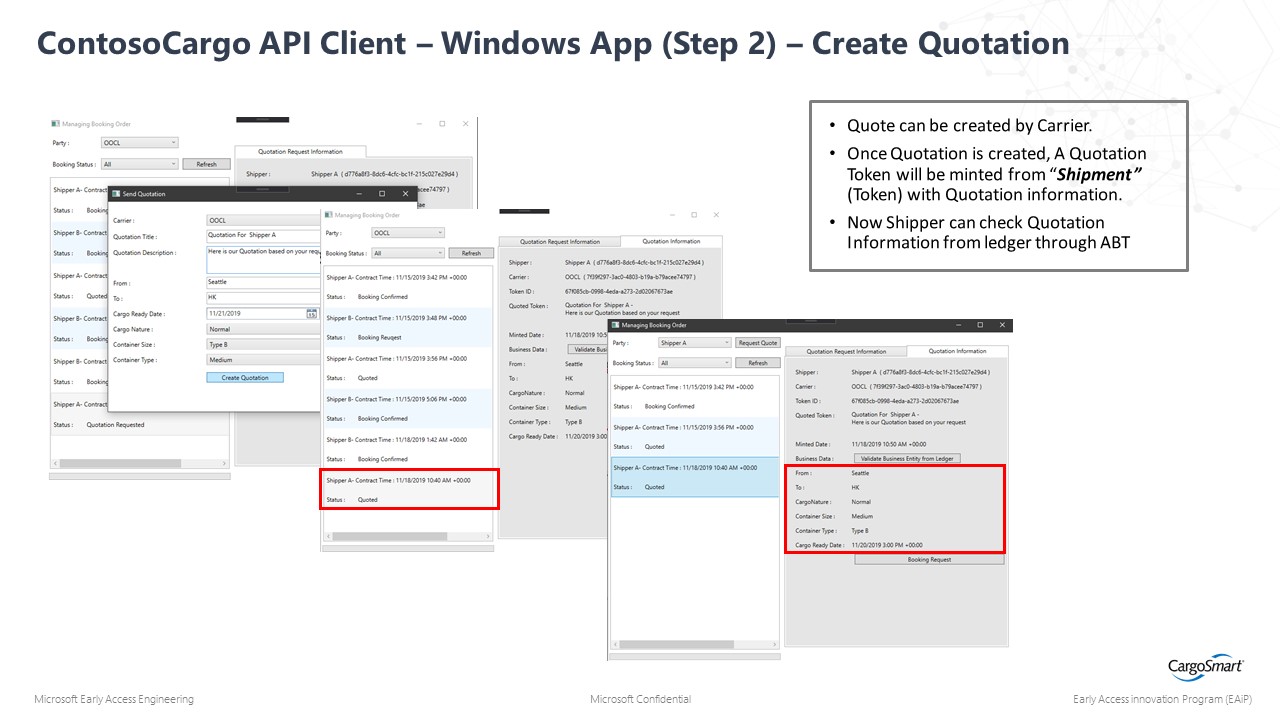 ContosoCargo API Client – Windows App (Step 2) – Create Quotation
• Quote can be created by Carrier.
• Once Quotation is created, A Quotation
Token will be minted from “Shipment”
(Token) with Quotation information.
• Now Shipper can check Quotation
Information from ledger through ABT
Managing Booking Order
Party :
OOCL
Booking Status :
All
Refresh
Quotation Request Information
Shipper :
Shipper A ( d776a8f3-8dc6-4cfc-bc1f-215c027e29d4 )
acee74797 )
7ae
Shipper A- Contract
Status :
Booking
Shipper B- Contract
Status :
Booking
Shipper A- Contract
Status :
Quoted
Shipper B- Contract
Status :
Booking
Shipper B- Contract
Status :
Booking
Shipper A- Contract
Status :
Quotation Requested
Send Quotation
Carrier :
OOCL
Quotation Title :
Quotation For Shipper A
Quotation Description :
Here is our Quotation based on your req
From :
Seattle
To :
HK
Cargo Ready Date :
11/21/2019
15
Cargo Nature :
Normal
Container Size :
Type B
Container Type :
Medium
Create Quotation
Managing Booking Order
Party :
OOCL
Booking Status :
All
Refresh
Shipper A- Contract Time : 11/15/2019 3:42 PM +00:00
Status :
Booking Confirmed
Shipper B- Contract Time : 11/15/2019 3:48 PM +00:00
Status :
Booking Reuqest
Shipper A- Contract Time : 11/15/2019 3:56 PM +00:00
Status :
Quoted
Shipper B- Contract Time : 11/15/2019 5:06 PM +00:00
Status :
Booking Confirmed
Shipper B- Contract Time : 11/18/2019 1:42 AM +00:00
Status :
Booking Confirmed
Shipper A- Contract Time : 11/18/2019 10:40 AM +00:00
Status :
Quoted
Quotation Request Information
Quotation Information
Shipper :
Shipper A ( d776a8f3-8dc6-4cfc-bc1f-215c027e29d4 )
Carrier :
OOCL ( 7f39f297-3ac0-4803-b19a-b79acee74797 )
Token ID :
67f085cb-0998-4eda-a273-2d02067673ae
Quoted Token :
Quotation For Shipper A -
Here is our Quotation based on your request
Minted Date :
11/18/2019 10:5
Business Data :
Validate Busi
From :
Seattle
To :
HK
CargoNature :
Normal
Container Size :
Medium
Container Type :
Type B
Cargo Ready Date :
11/20/2019 3:00
Managing Booking Order
Party :
Shipper A
Request Quote
Booking Status :
All
Refresh
Shipper A- Contract Time : 11/15/2019 3:42 PM +00:00
Status :
Booking Confirmed
Shipper A- Contract Time : 11/15/2019 3:56 PM +00:00
Status :
Quoted
Shipper A- Contract Time : 11/18/2019 10:40 AM +00:00
Status :
Quoted
Quotation Request Information
Quotation Information
Shipper :
Shipper A ( d776a8f3-8dc6-4cfc-bc1f-215c027e29d4 )
Carrier :
OOCL ( 7f39f297-3ac0-4803-b19a-b79acee74797 )
Token ID :
67f085cb-0998-4eda-a273-2d02067673ae
Quoted Token :
Quotation For Shipper A -
Here is our Quotation based on your request
Minted Date :
11/18/2019 10:50 AM +00:00
Business Data :
Validate Business Entity from Ledger
From :
Seattle
To :
HK
CargoNature :
Normal
Container Size :
Medium
Container Type :
Type B
Cargo Ready Date :
11/20/2019 3:00 PM +00:00
Booking Request
CargoSmart
Microsoft Early Access Engineering
Microsoft Confidential
Early Access innovation Program (EAiP)